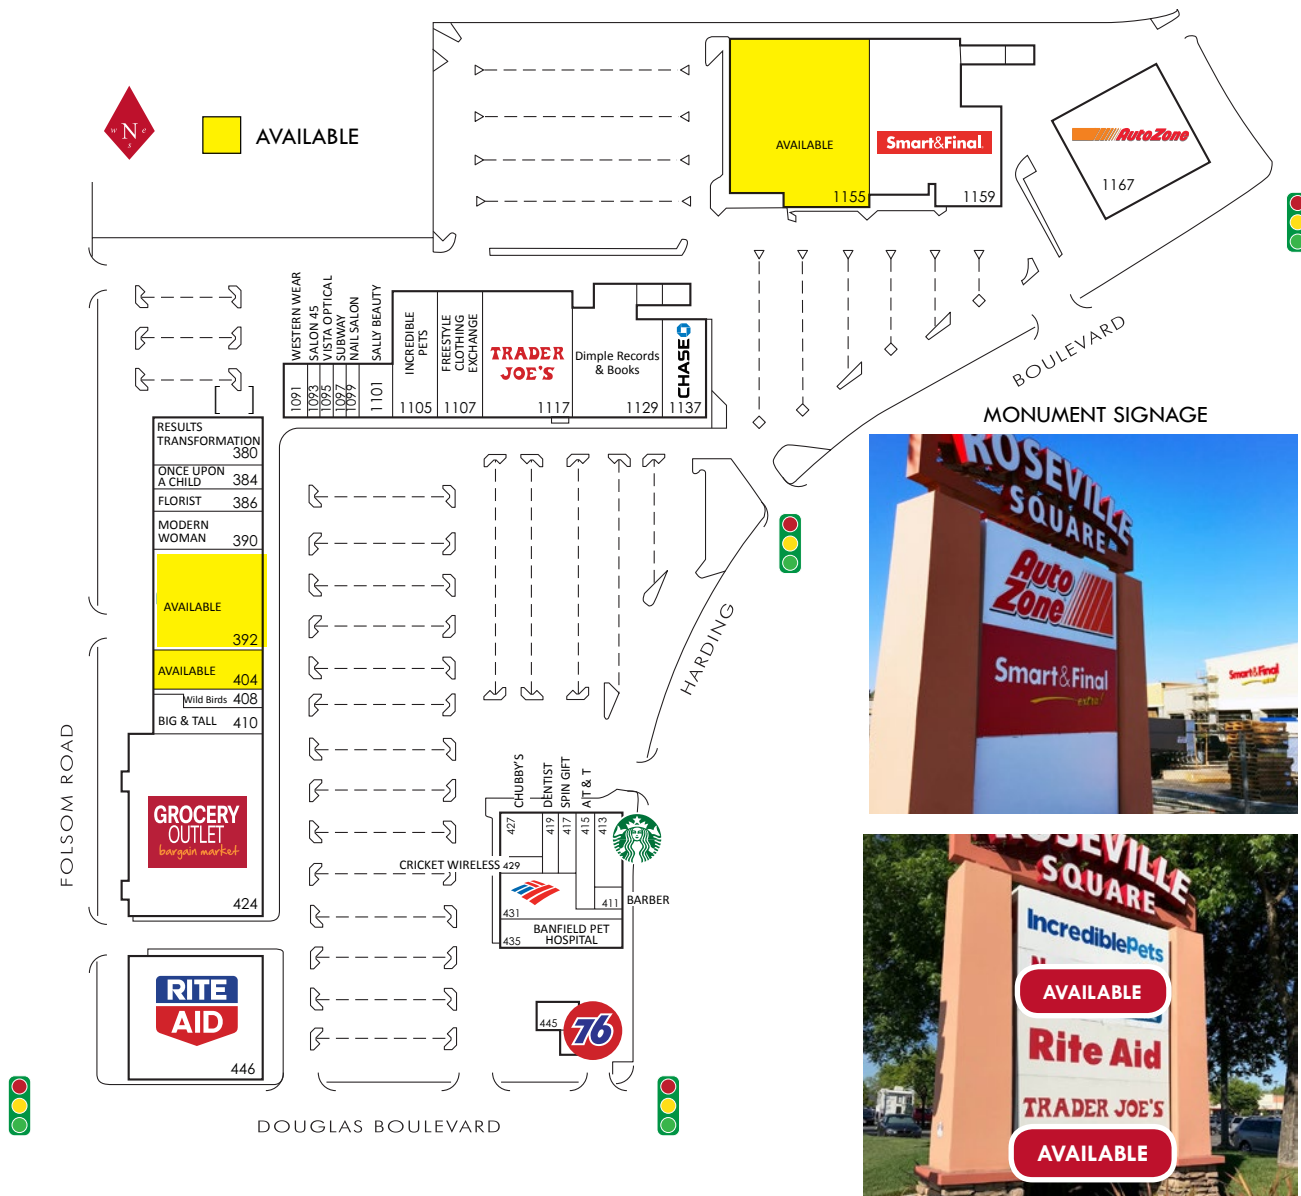 N
w
e
s
AVAILABLE
AVAILABLE
1155
Smart&Final
1159
AutoZone
1167
WESTERN WEAR
1091
SALON 45
1093
VISTA OPTICAL
1095
SUBWAY
1097
NAIL SALON
1099
SALLY BEAUTY
1101
INCREDIBLE
PETS
1105
FREESTYLE
CLOTHING
EXCHANGE
1107
TRADER
JOE'S
1117
Dimple Records
& Books
1129
CHASE
1137
BOULEVARD
HARDING
RESULTS
TRANSFORMATION
380
ONCE UPON
A CHILD
384
FLORIST
386
MODERN
WOMAN
390
AVAILABLE
392
AVAILABLE
404
Wild Birds
408
BIG & TALL
410
GROCERY
OUTLET
bargain market
424
FOLSOM ROAD
RITE
AID
446
CHUBBY'S
427
DENTIST
419
SPIN GIFT
417
A/T & T
415
413
CRICKET WIRELESS 429
431
411
BARBER
BANFIELD PET
HOSPITAL
435
445
76
DOUGLAS BOULEVARD
MONUMENT SIGNAGE
ROSEVILLE
SQUARE
Auto
Zone
Smart&Final
extra!
Smart&Final
extra!
ROSEVILLE
SQUARE
IncrediblePets
AVAILABLE
Rite Aid
TRADER JOE'S
AVAILABLE